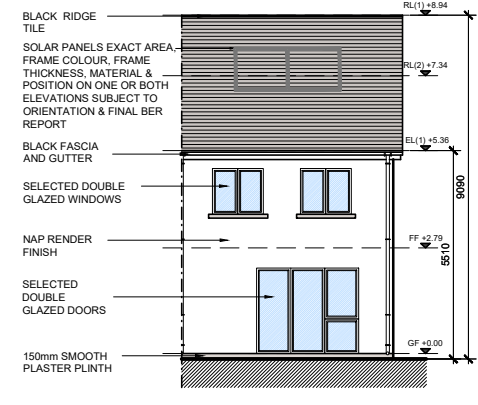 BLACK RIDGE
TILE
SOLAR PANELS EXACT AREA,
FRAME COLOUR, FRAME
THICKNESS, MATERIAL &
POSITION ON ONE OR BOTH
ELEVATIONS SUBJECT TO
ORIENTATION & FINAL BER
REPORT
BLACK FASCIA
AND GUTTER
SELECTED DOUBLE
GLAZED WINDOWS
NAP RENDER
FINISH
SELECTED
DOUBLE
GLAZED DOORS
150mm SMOOTH
PLASTER PLINTH
RL(1) +8.94
RL(2) +7.34
EL(1) +5.36
FF +2.79
GF +0.00
5510
9090